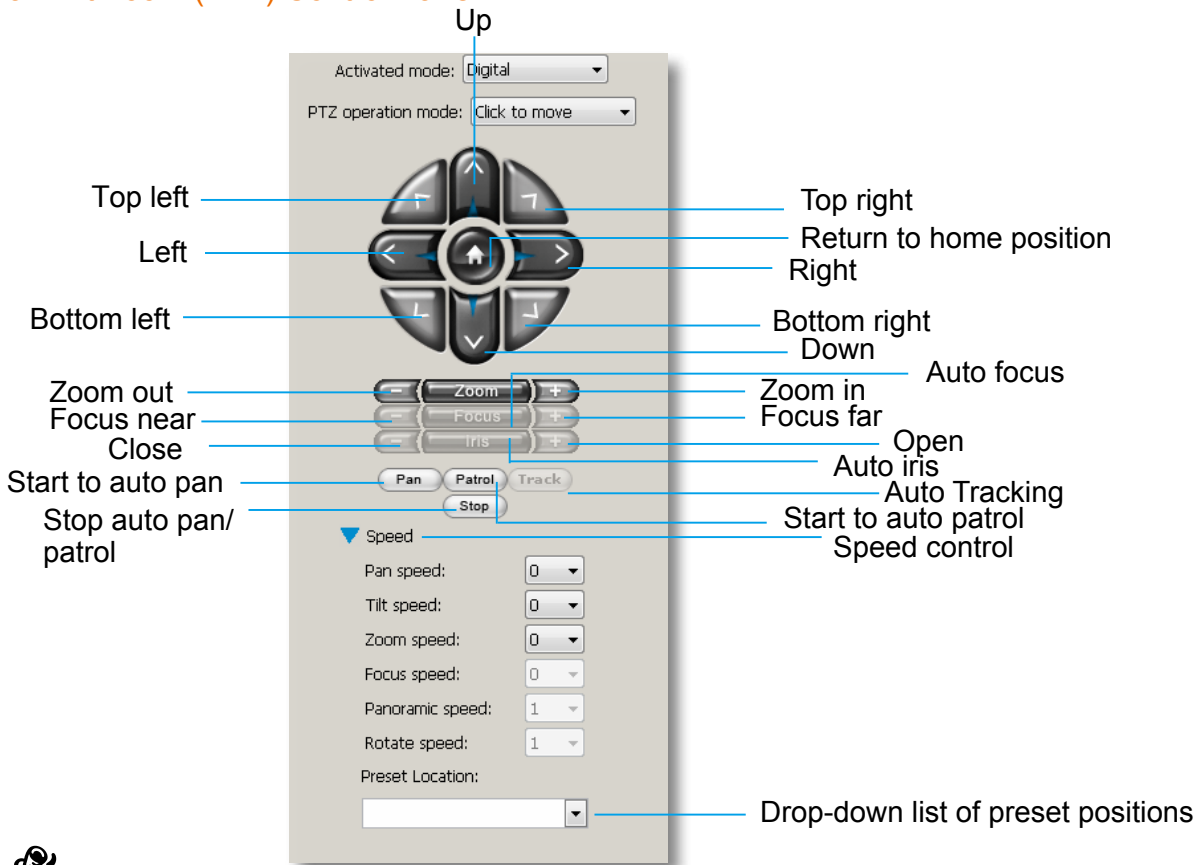 Up
Activated mode: Digital
PTZ operation mode: Click to move
Top left
Top right
Left
Return to home position
Right
Bottom left
Bottom right
Down
Auto focus
Zoom out
Zoom
Zoom in
Focus near
Focus
Focus far
Close
Iris
Open
Auto iris
Start to auto pan
Pan
Patrol
Track
Auto Tracking
Stop auto pan/
patrol
Stop
Start to auto patrol
Speed
Speed control
Pan speed: 0
Tilt speed: 0
Zoom speed: 0
Focus speed: 0
Panoramic speed: 1
Rotate speed: 1
Preset Location:
Drop-down list of preset positions